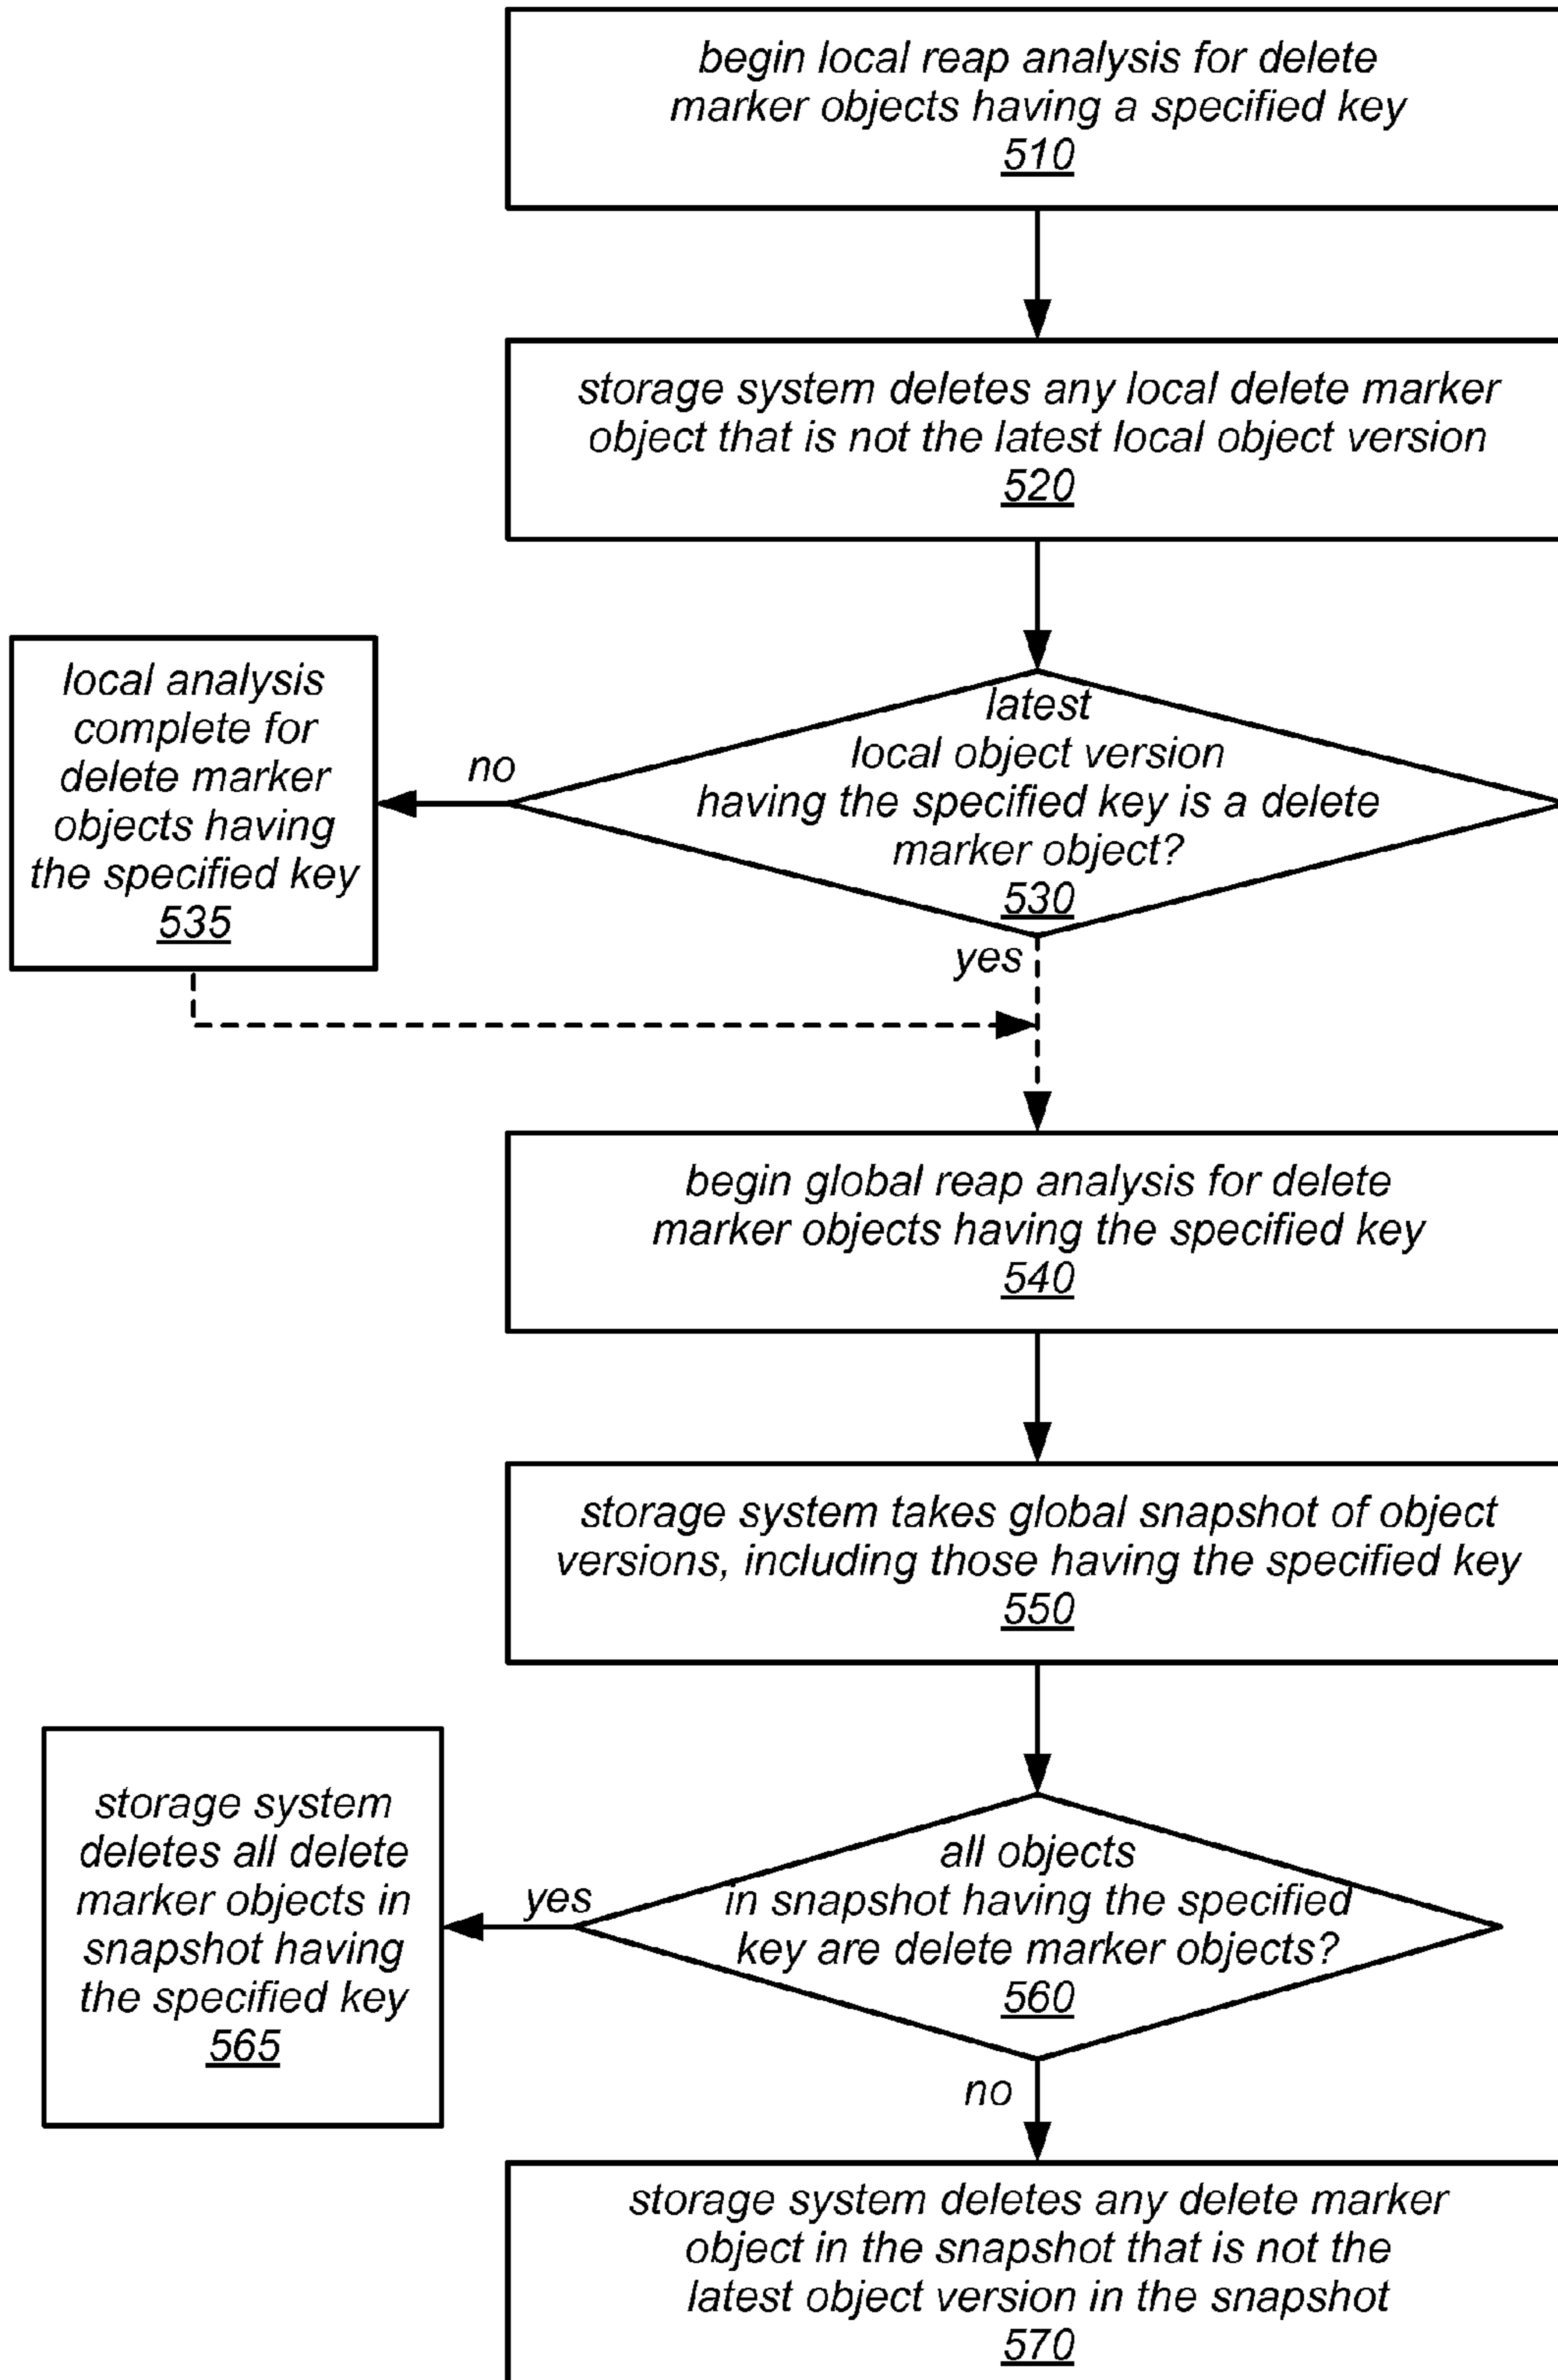 begin local reap analysis for delete
marker objects having a specified key
510
storage system deletes any local delete marker
object that is not the latest local object version
520
latest
local object version
having the specified key is a delete
marker object?
530
no
local analysis
complete for
delete marker
objects having
the specified key
535
yes
begin global reap analysis for delete
marker objects having the specified key
540
storage system takes global snapshot of object
versions, including those having the specified key
550
all objects
in snapshot having the specified
key are delete marker objects?
560
yes
storage system
deletes all delete
marker objects in
snapshot having
the specified key
565
no
storage system deletes any delete marker
object in the snapshot that is not the
latest object version in the snapshot
570